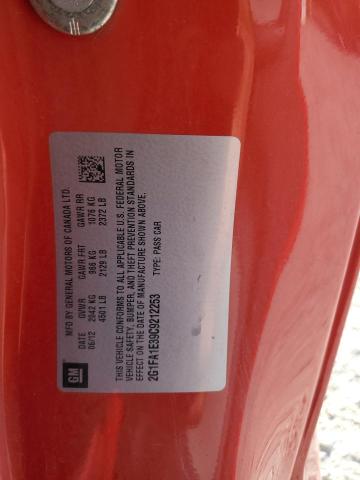 GM
MFD BY GENERAL MOTORS OF CANADA LTD.
DATE GVWR GAWR FRT GAWR RR
06/12 2042 KG 966 KG 1076 KG
4501 LB 2129 LB 2372 LB
THIS VEHICLE CONFORMS TO ALL APPLICABLE U.S. FEDERAL MOTOR
VEHICLE SAFETY, BUMPER, AND THEFT PREVENTION STANDARDS IN
EFFECT ON THE DATE OF MANUFACTURE SHOWN ABOVE.
2G1FA1E39C9212253 TYPE: PASS CAR